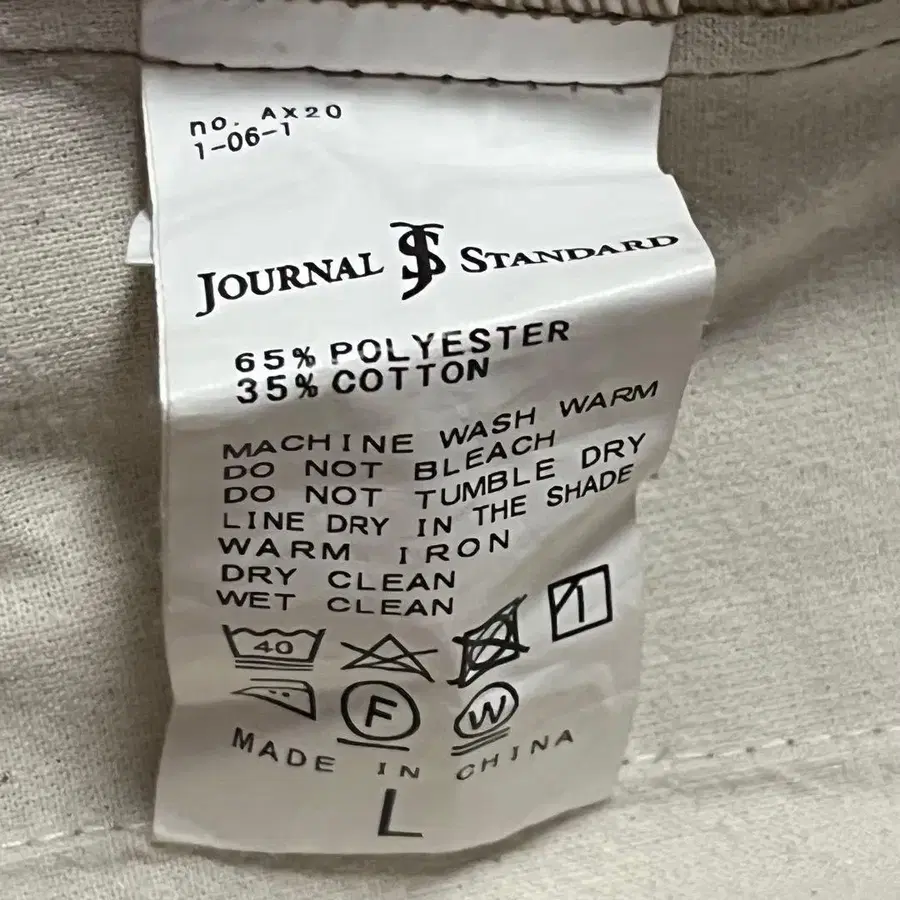 no. AX20
1-06-1
JOURNAL JS STANDARD
65% POLYESTER
35% COTTON
MACHINE WASH WARM
DO NOT BLEACH
DO NOT TUMBLE DRY
LINE DRY IN THE SHADE
WARM IRON
DRY CLEAN
WET CLEAN
40
F W
MADE IN CHINA
L